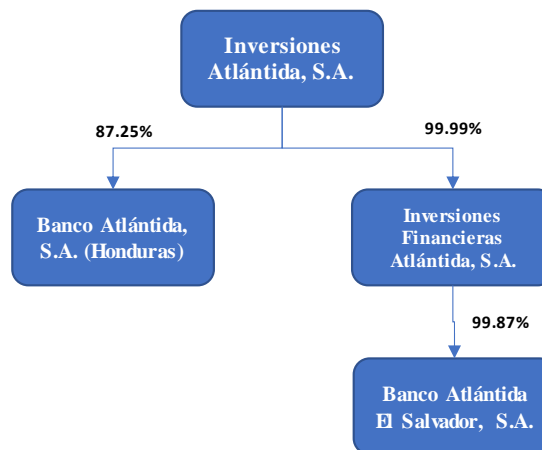 Inversiones
Atlántida, S.A.
87.25%
99.99%
Banco Atlántida,
S.A. (Honduras)
Inversiones
Financieras
Atlántida, S.A.
99.87%
Banco Atlántida
El Salvador, S.A.